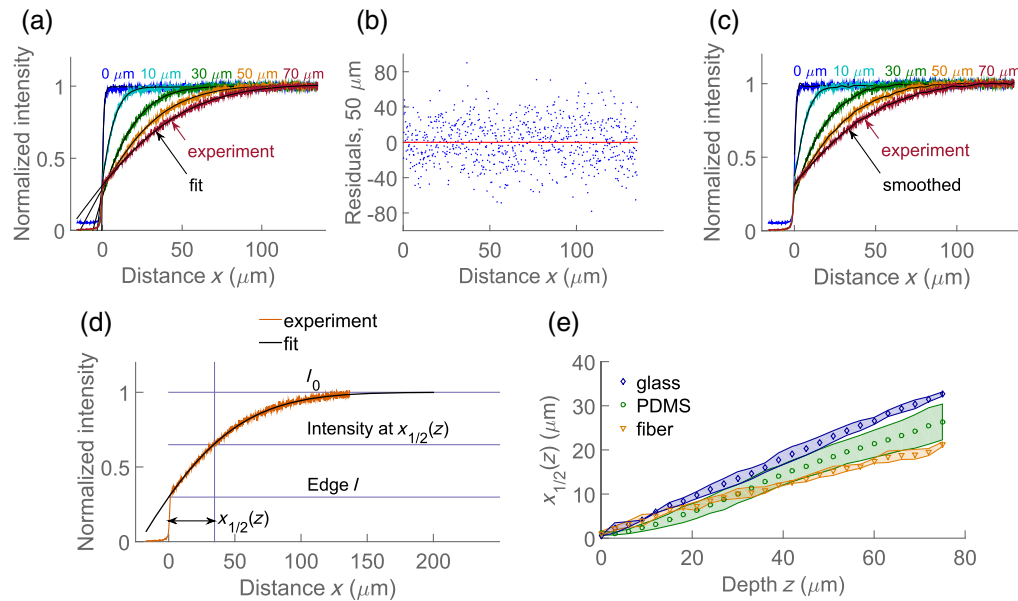 (a)
0 μm 10 μm 30 μm 50 μm 70 μm
experiment
fit
Normalized intensity
1
0.5
0
0 50 100
Distance x (μm)
(b)
Residuals, 50 μm
80
40
0
-40
-80
0 50 100
Distance x (μm)
(c)
0 μm 10 μm 30 μm 50 μm 70 μm
experiment
smoothed
Normalized intensity
1
0.5
0
0 50 100
Distance x (μm)
(d)
experiment
fit
I0
Intensity at x1/2(z)
Edge I
x1/2(z)
Normalized intensity
1
0.5
0
0 50 100 150 200
Distance x (μm)
(e)
glass
PDMS
fiber
x1/2(z) (μm)
40
30
20
10
0
0 20 40 60 80
Depth z (μm)